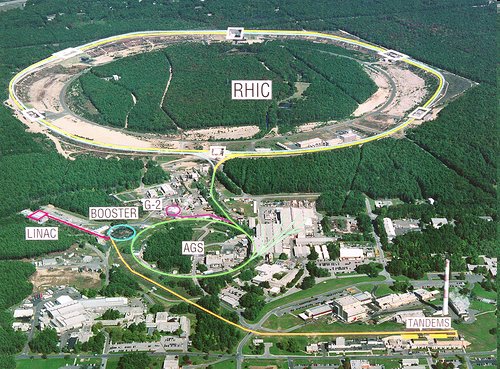 RHIC
G-2
BOOSTER
LINAC
AGS
TANDEMS